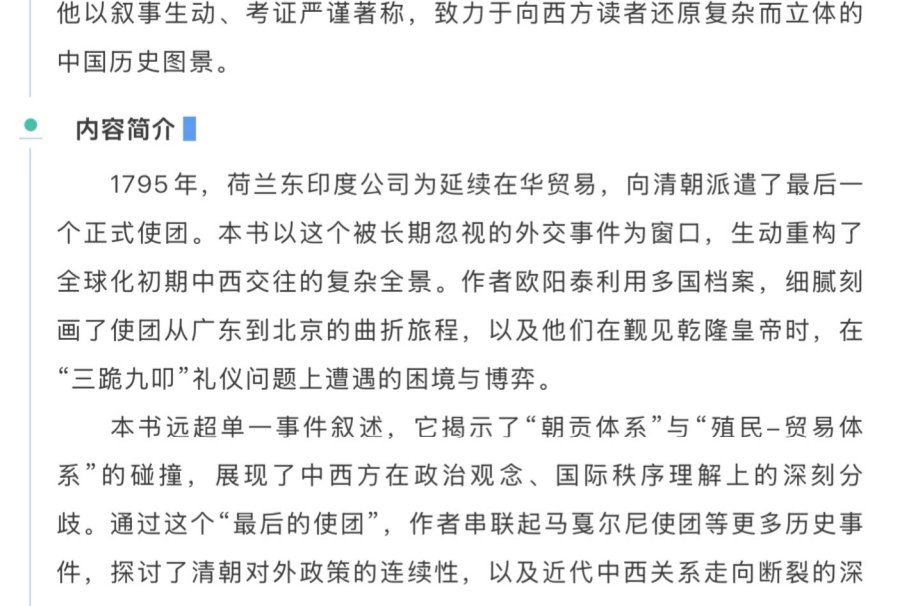 他以叙事生动、考证严谨著称，致力于向西方读者还原复杂而立体的
中国历史图景。
内容简介
1795年，荷兰东印度公司为延续在华贸易，向清朝派遣了最后一
个正式使团。本书以这个被长期忽视的外交事件为窗口，生动重构了
全球化初期中西交往的复杂全景。作者欧阳泰利用多国档案，细腻刻
画了使团从广东到北京的曲折旅程，以及他们在觐见乾隆皇帝时，在
“三跪九叩”礼仪问题上遭遇的困境与博弈。
本书远超单一事件叙述，它揭示了“朝贡体系”与“殖民–贸易体
系”的碰撞，展现了中西方在政治观念、国际秩序理解上的深刻分
歧。通过这个“最后的使团”，作者串联起马戛尔尼使团等更多历史事
件，探讨了清朝对外政策的连续性，以及近代中西关系走向断裂的深